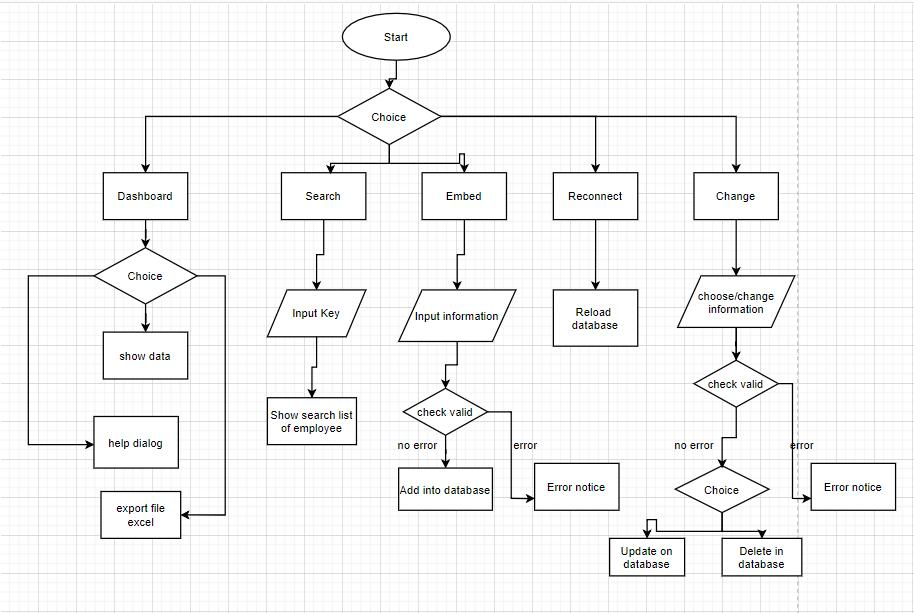 Start
Choice
Dashboard
Search
Embed
Reconnect
Change
Choice
Input Key
Input information
Reload
database
choose/change
information
show data
check valid
check valid
Show search list
of employee
help dialog
no error
error
no error
error
Add into database
Error notice
Choice
Error notice
export file
excel
Update on
database
Delete in
database